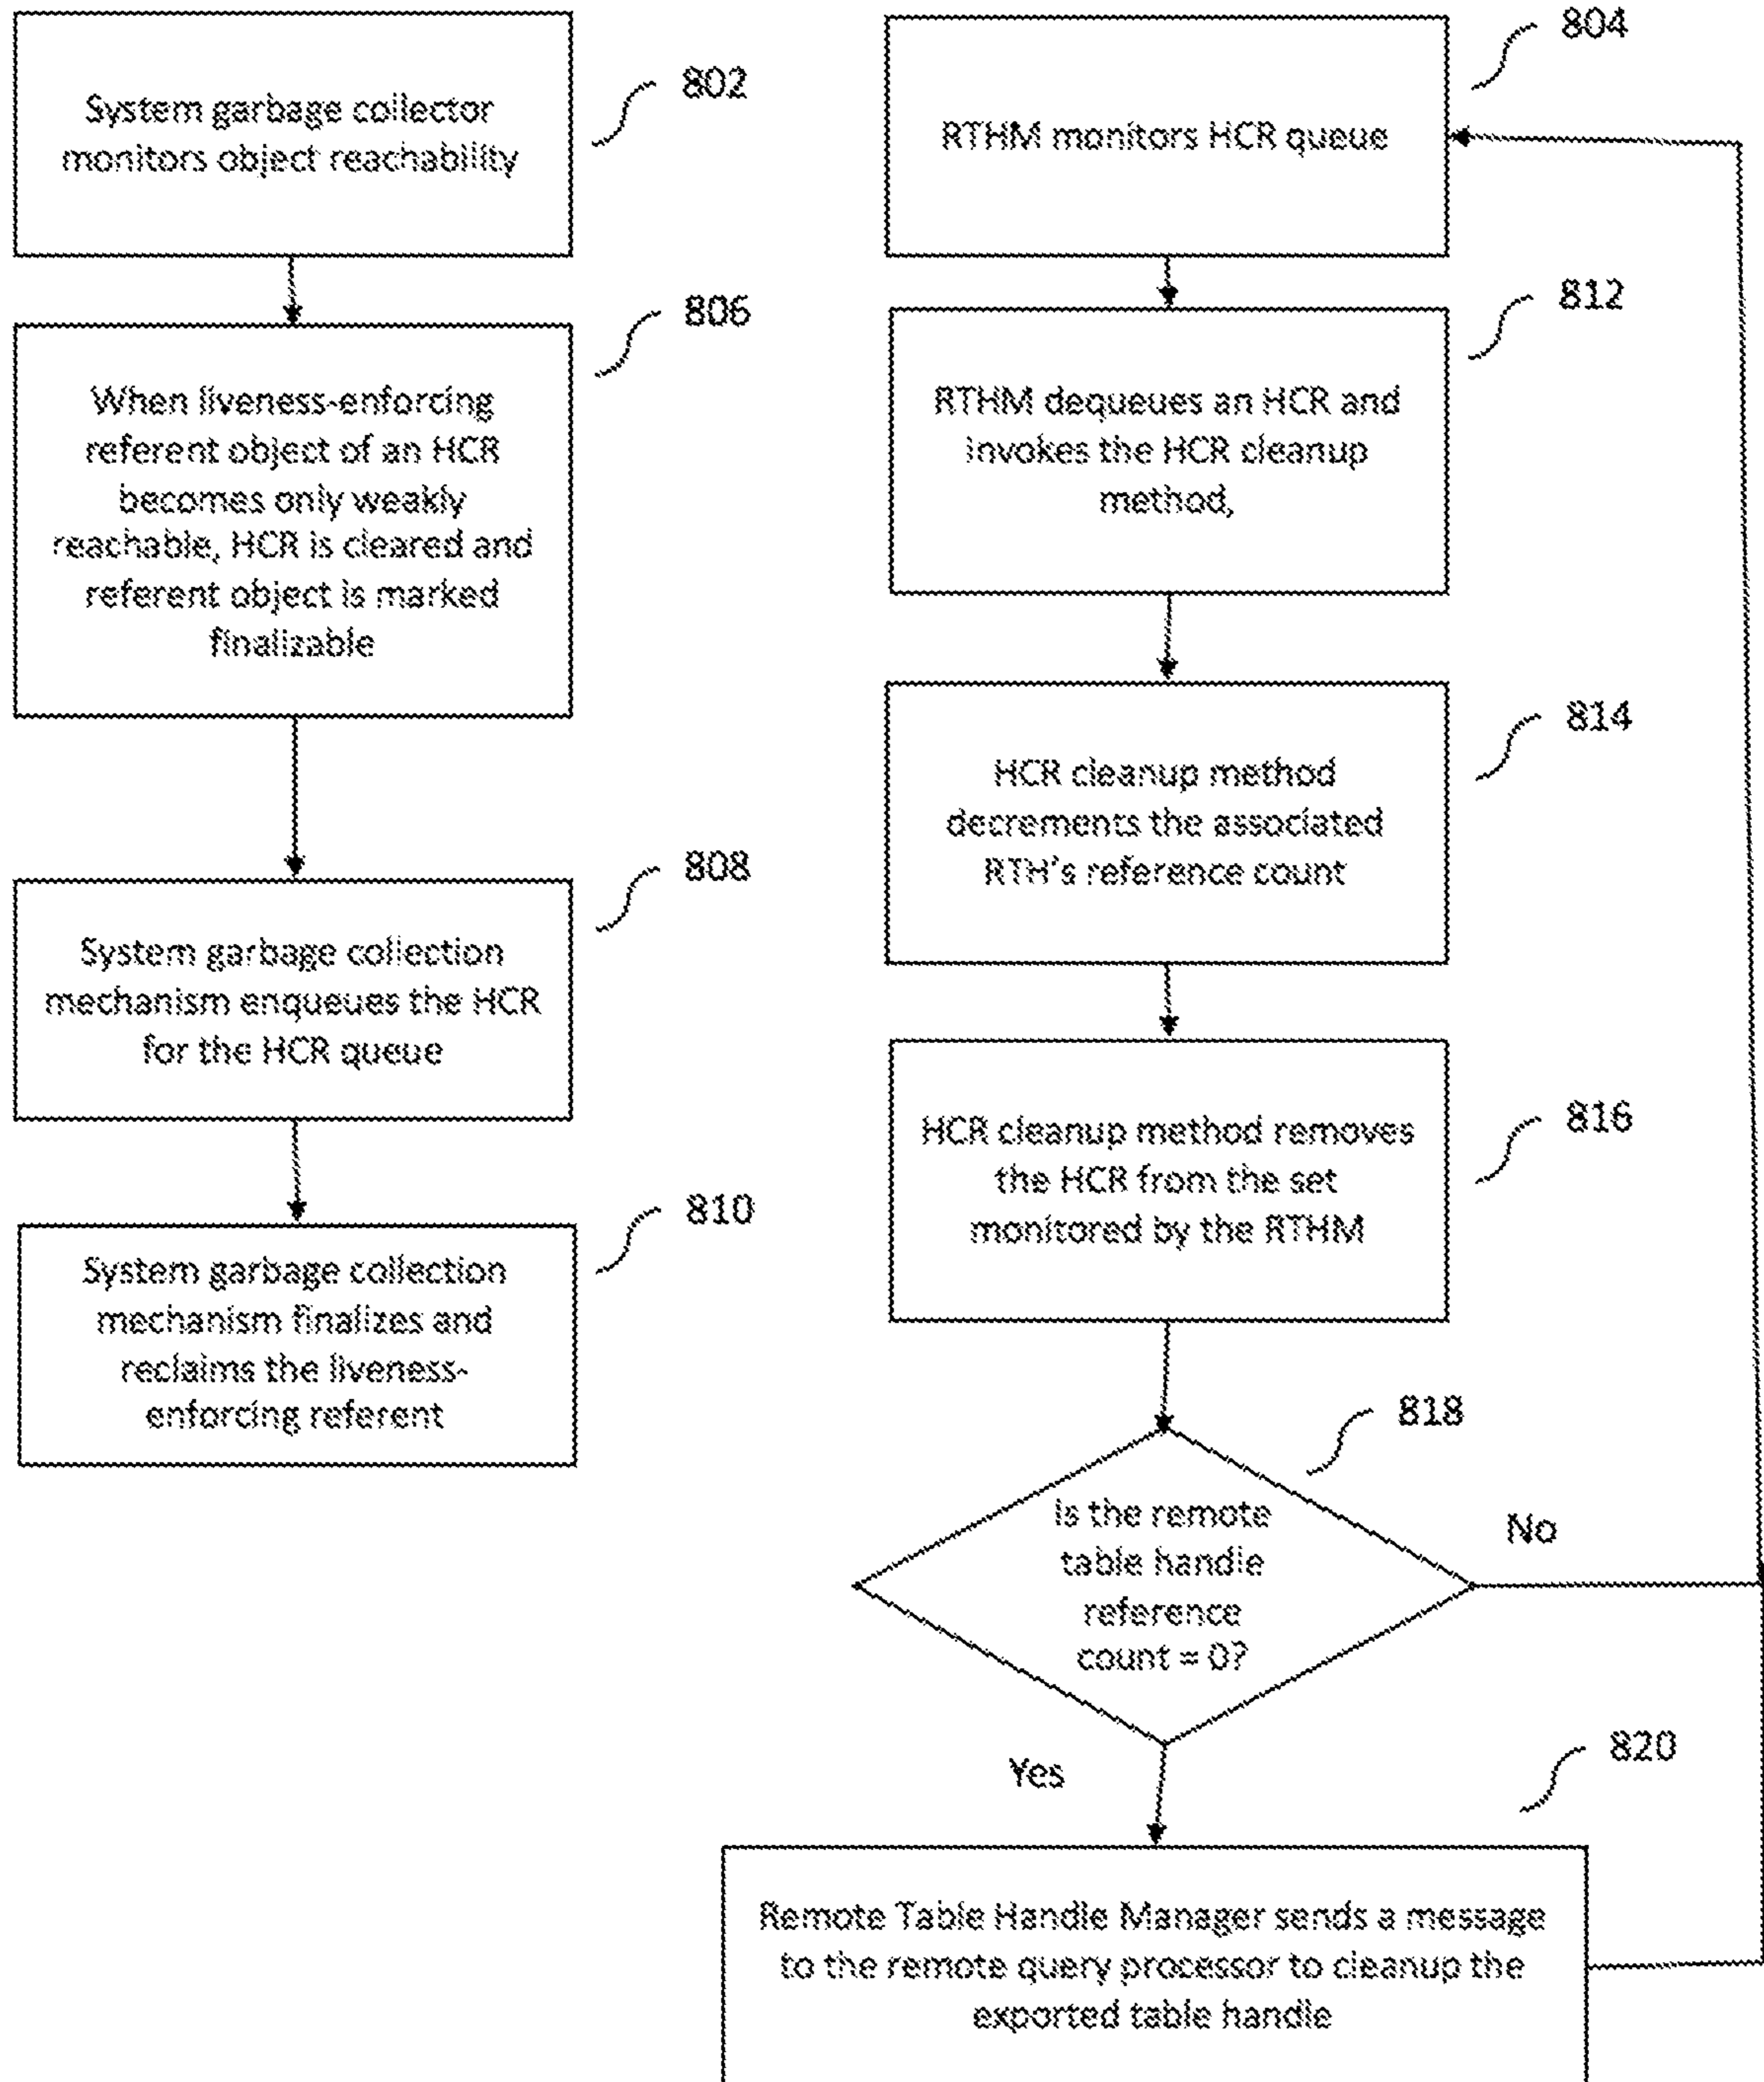 System garbage collector
monitors object reachability
802
When liveness-enforcing
referent object of an HCR
becomes only weakly
reachable, HCR is cleared and
referent object is marked
finalizable
806
System garbage collection
mechanism enqueues the HCR
for the HCR queue
808
System garbage collection
mechanism finalizes and
reclaims the liveness-
enforcing referent
810
RTHM monitors HCR queue
804
RTHM dequeues an HCR and
invokes the HCR cleanup
method,
812
HCR cleanup method
decrements the associated
RTH's reference count
814
HCR cleanup method removes
the HCR from the set
monitored by the RTHM
816
Is the remote
table handle
reference
count = 0?
818
No
Yes
Remote Table Handle Manager sends a message
to the remote query processor to cleanup the
exported table handle
820